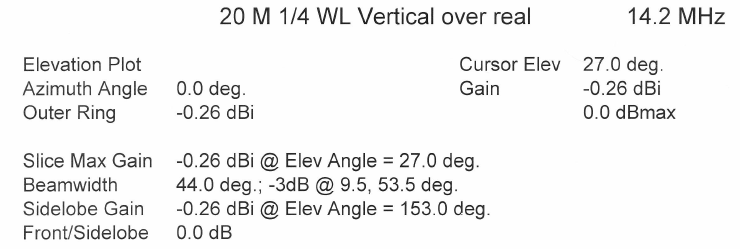 20 M 1/4 WL Vertical over real 14.2 MHz
Elevation Plot Cursor Elev 27.0 deg.
Azimuth Angle 0.0 deg. Gain -0.26 dBi
Outer Ring -0.26 dBi 0.0 dBmax
Slice Max Gain -0.26 dBi @ Elev Angle = 27.0 deg.
Beamwidth 44.0 deg.; -3dB @ 9.5, 53.5 deg.
Sidelobe Gain -0.26 dBi @ Elev Angle = 153.0 deg.
Front/Sidelobe 0.0 dB